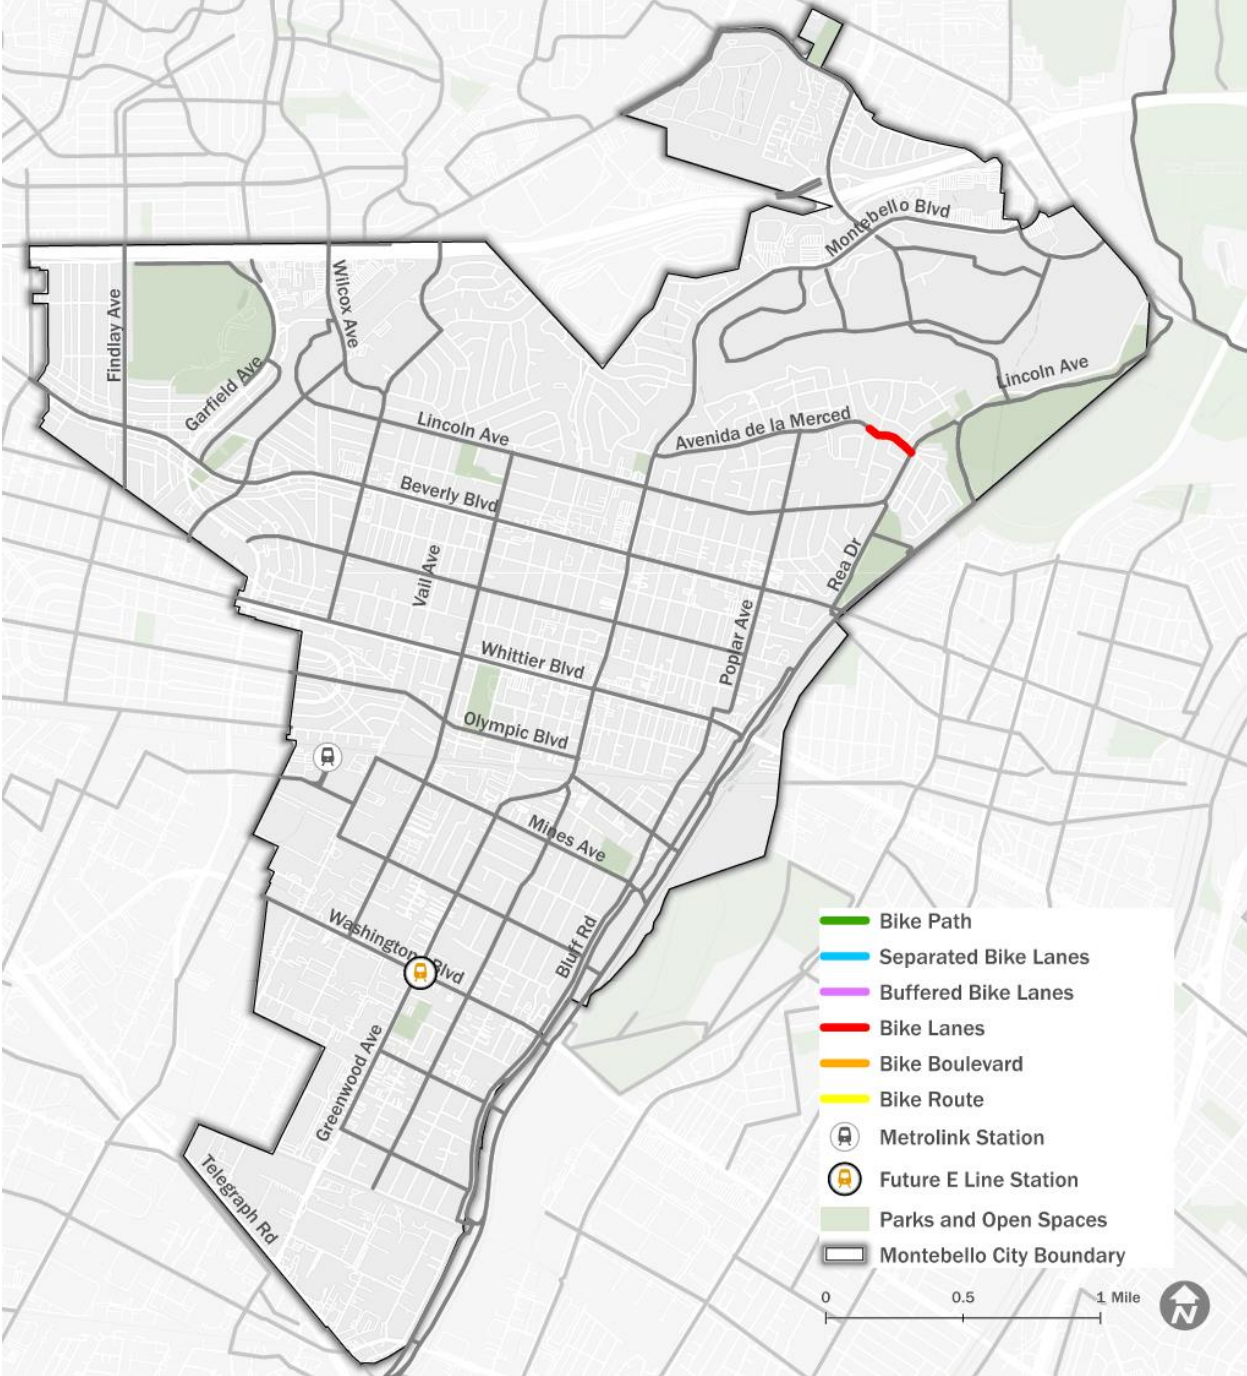 Montebello Blvd
Findlay Ave
Wilcox Ave
Garfield Ave
Lincoln Ave
Avenida de la Merced
Lincoln Ave
Beverly Blvd
Vail Ave
Rea Dr
Poplar Ave
Whittier Blvd
Olympic Blvd
Mines Ave
Washington Blvd
Bluff Rd
Greenwood Ave
Telegraph Rd
Bike Path
Separated Bike Lanes
Buffered Bike Lanes
Bike Lanes
Bike Boulevard
Bike Route
Metrolink Station
Future E Line Station
Parks and Open Spaces
Montebello City Boundary
0 0.5 1 Mile
N